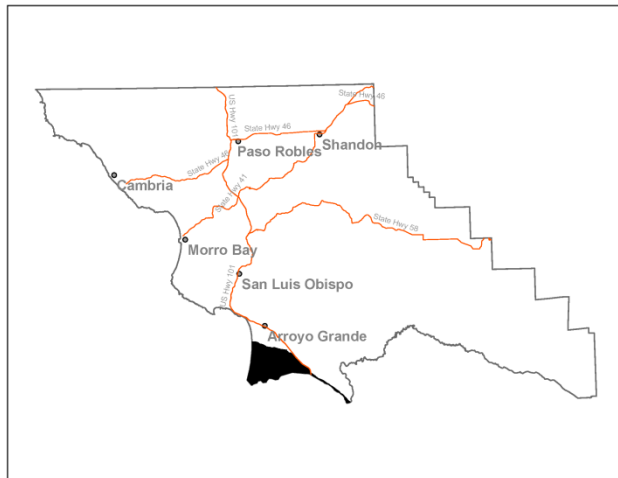 State Hwy 46
US Hwy 101
State Hwy 46
Shandon
Paso Robles
State Hwy 46
Cambria
State Hwy 41
State Hwy 58
Morro Bay
US Hwy 101
San Luis Obispo
Arroyo Grande